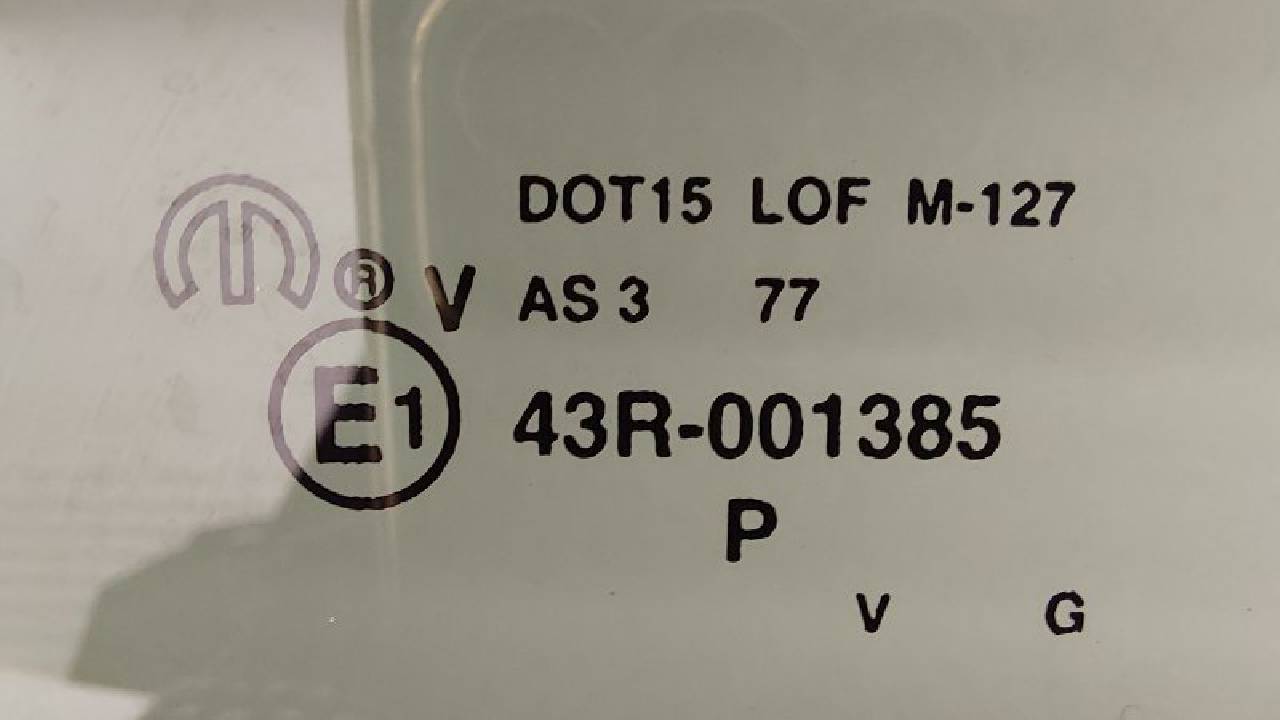 DOT15 LOF M-127
® V AS 3 77
E1 43R-001385
P
V G